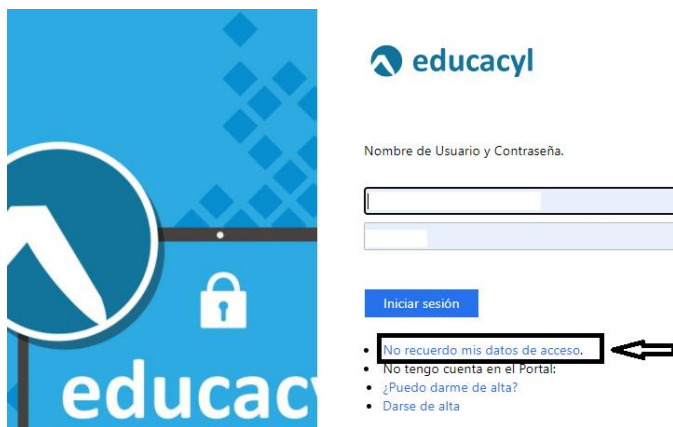 educacyl
Nombre de Usuario y Contraseña.
Iniciar sesión
No recuerdo mis datos de acceso.
No tengo cuenta en el Portal:
¿Puedo darme de alta?
Darse de alta
educacy